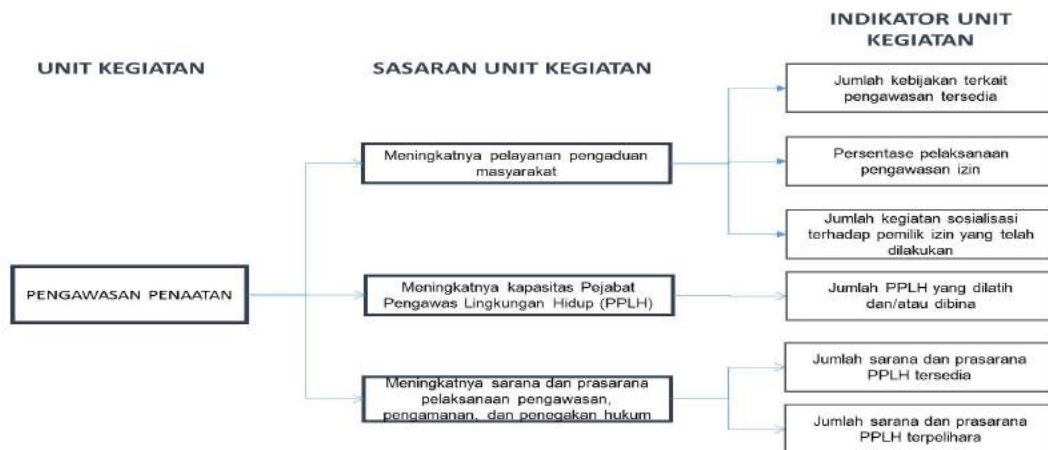 UNIT KEGIATAN
SASARAN UNIT KEGIATAN
INDIKATOR UNIT
KEGIATAN
PENGAWASAN PENAATAN
Meningkatnya pelayanan pengaduan
masyarakat
Jumlah kebijakan terkait
pengawasan tersedia
Persentase pelaksanaan
pengawasan izin
Jumlah kegiatan sosialisasi
terhadap pemilik izin yang telah
dilakukan
Meningkatnya kapasitas Pejabat
Pengawas Lingkungan Hidup (PPLH)
Jumlah PPLH yang dilatih
dan/atau dibina
Meningkatnya sarana dan prasarana
pelaksanaan pengawasan,
pengamanan, dan penegakan hukum
Jumlah sarana dan prasarana
PPLH tersedia
Jumlah sarana dan prasarana
PPLH terpelihara